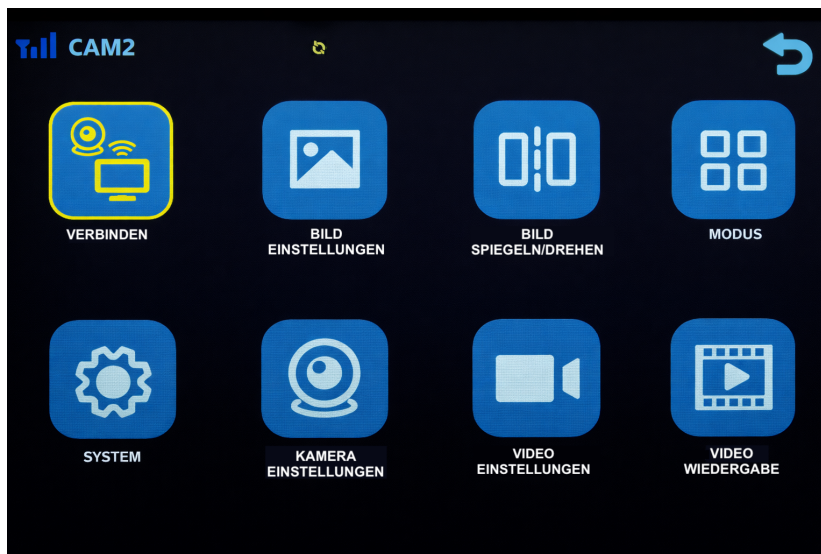 CAM2
VERBINDEN
BILD
EINSTELLUNGEN
BILD
SPIEGELN/DREHEN
MODUS
SYSTEM
KAMERA
EINSTELLUNGEN
VIDEO
EINSTELLUNGEN
VIDEO
WIEDERGABE